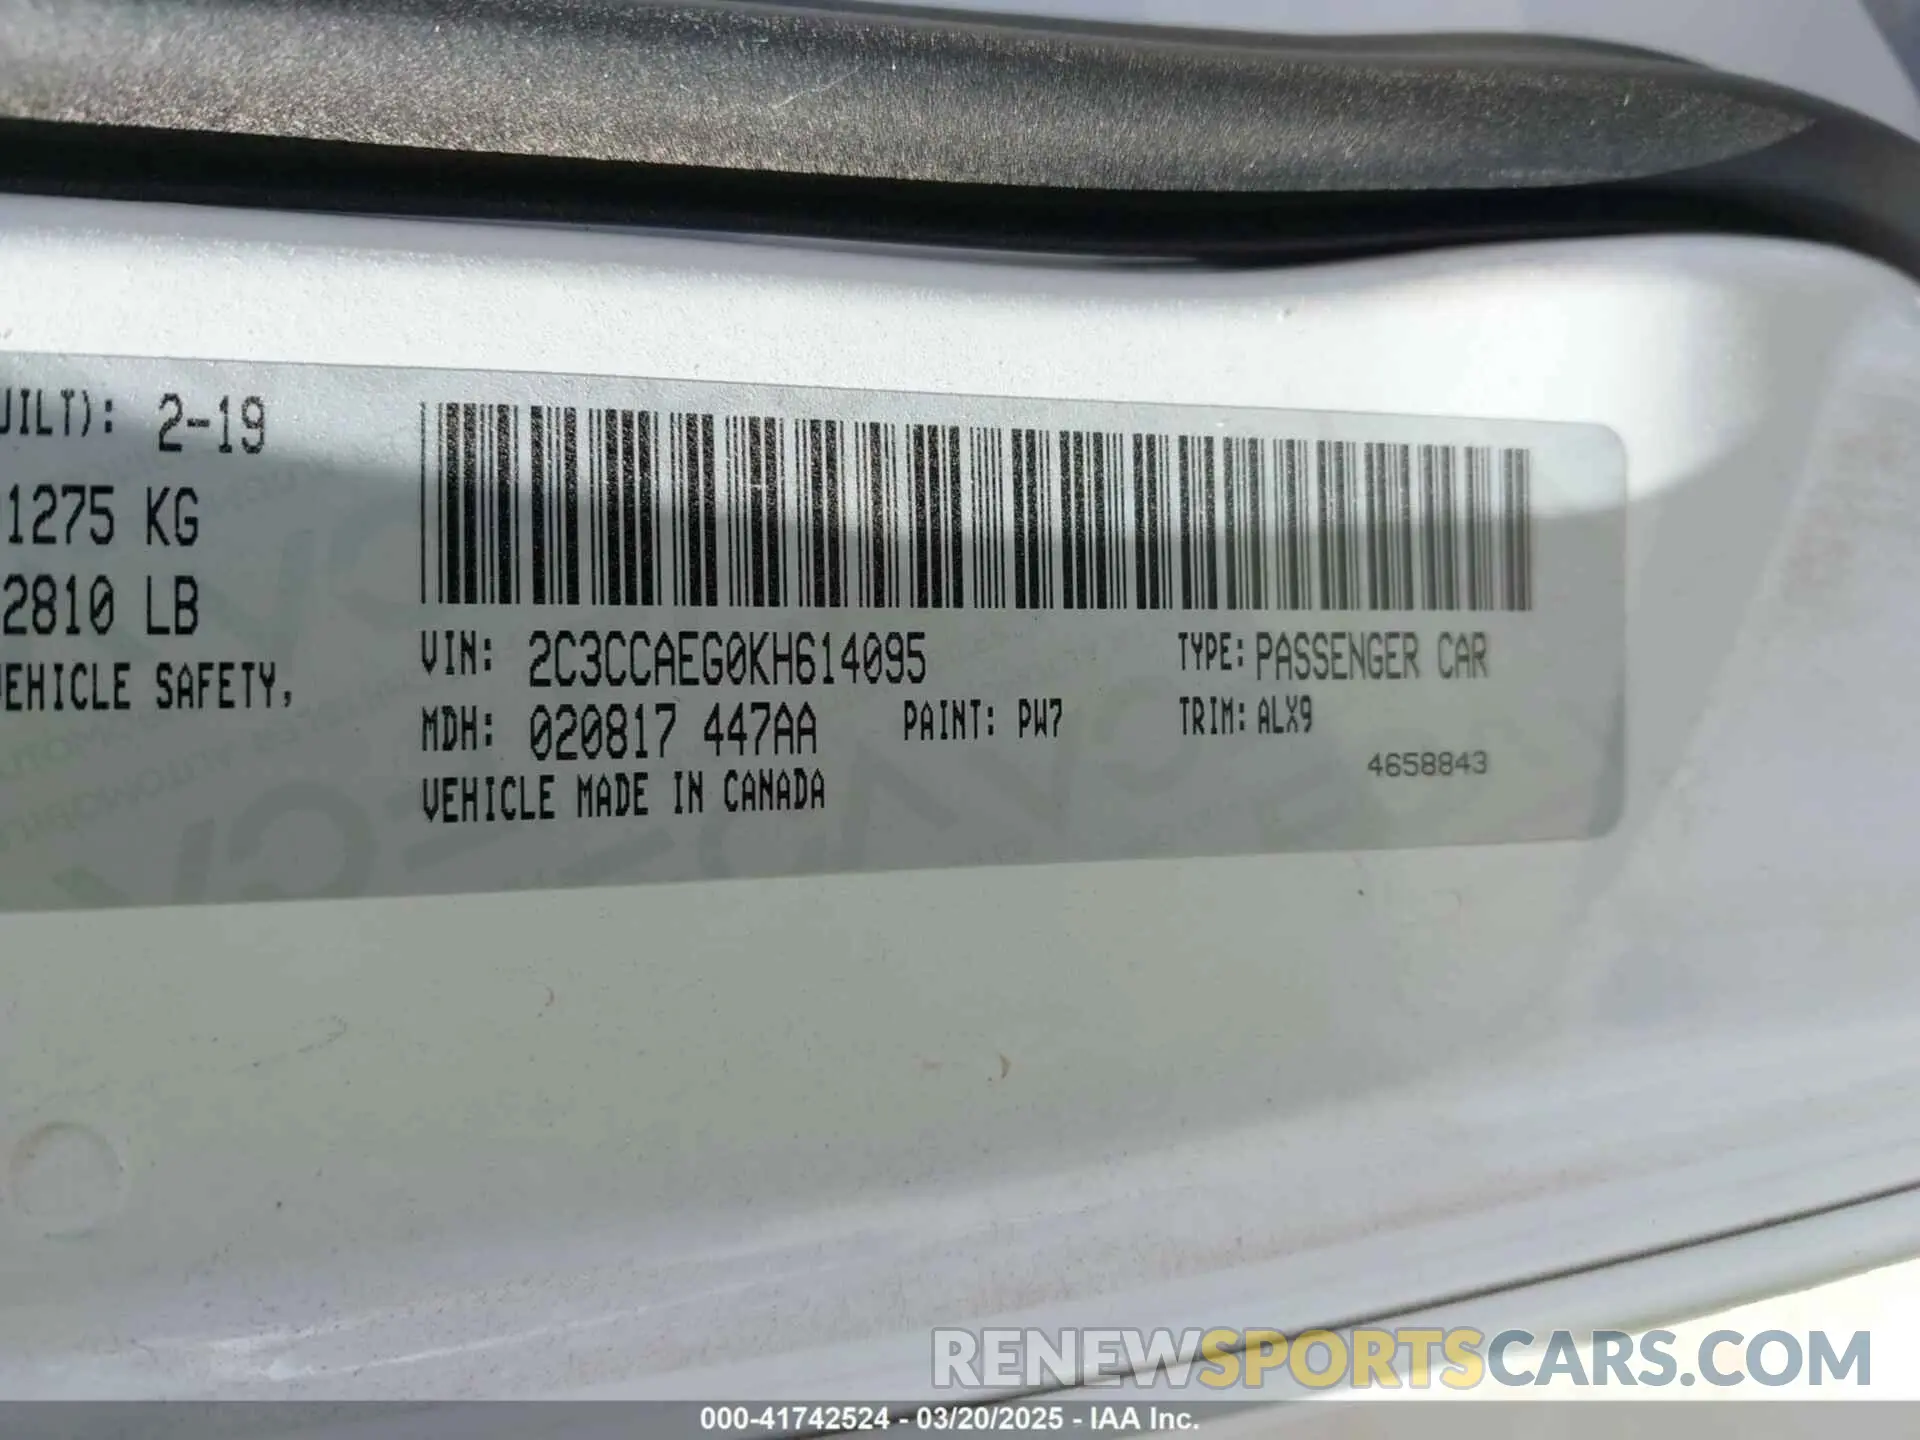 UILT): 2-19
1275 KG
2810 LB
VEHICLE SAFETY,
VIN: 2C3CCAEG0KH614095 TYPE: PASSENGER CAR
MDH: 020817 447AA PAINT: PW7 TRIM: ALX9
4658843
VEHICLE MADE IN CANADA
RENEWSPORTSCARS.COM
000-41742524 - 03/20/2025 - IAA Inc.